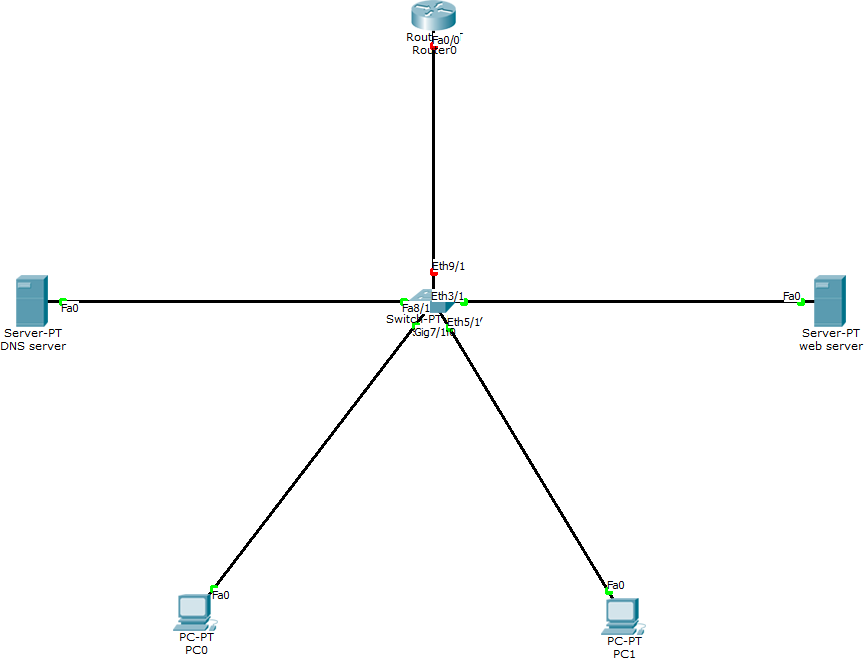 Fa0/0
Router0
Eth9/1
Eth3/1
Fa0
Fa8/1
Fa0
Switch-PT
Eth5/1
Gig7/1
Server-PT
DNS server
Server-PT
web server
Fa0
Fa0
PC-PT
PC0
PC-PT
PC1